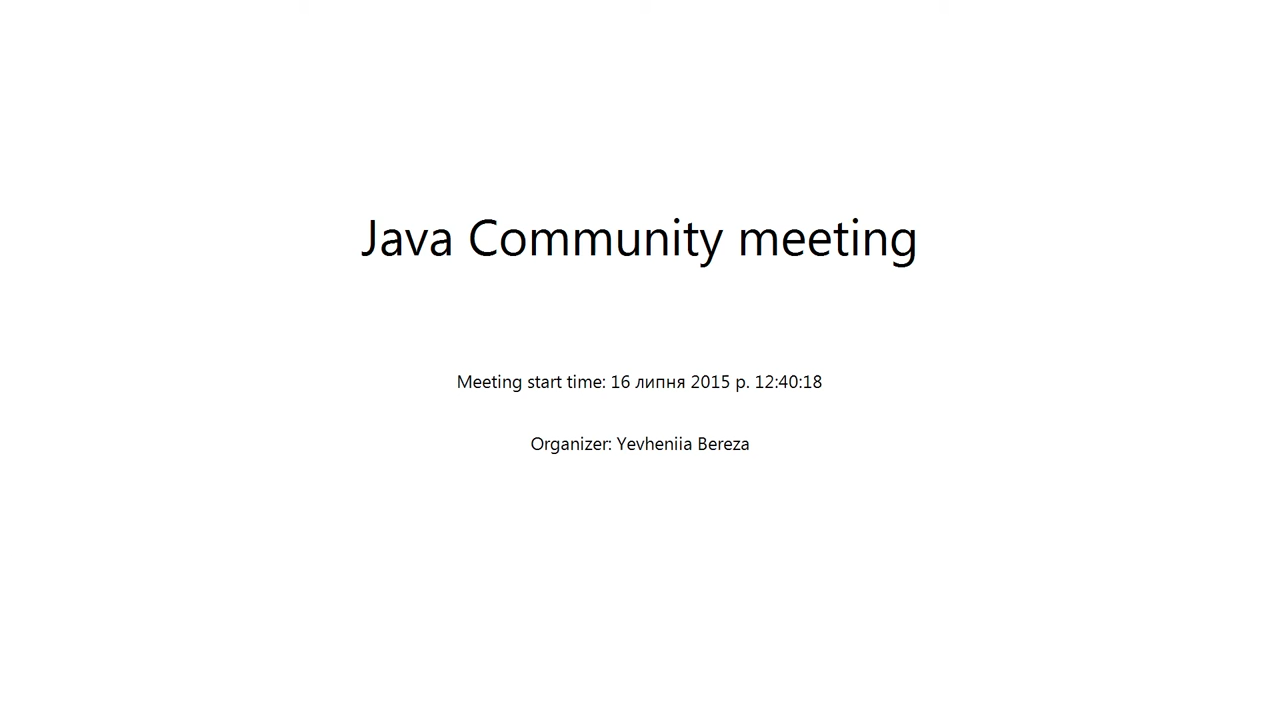 Java Community meeting
Meeting start time: 16 липня 2015 р. 12:40:18
Organizer: Yevheniia Bereza